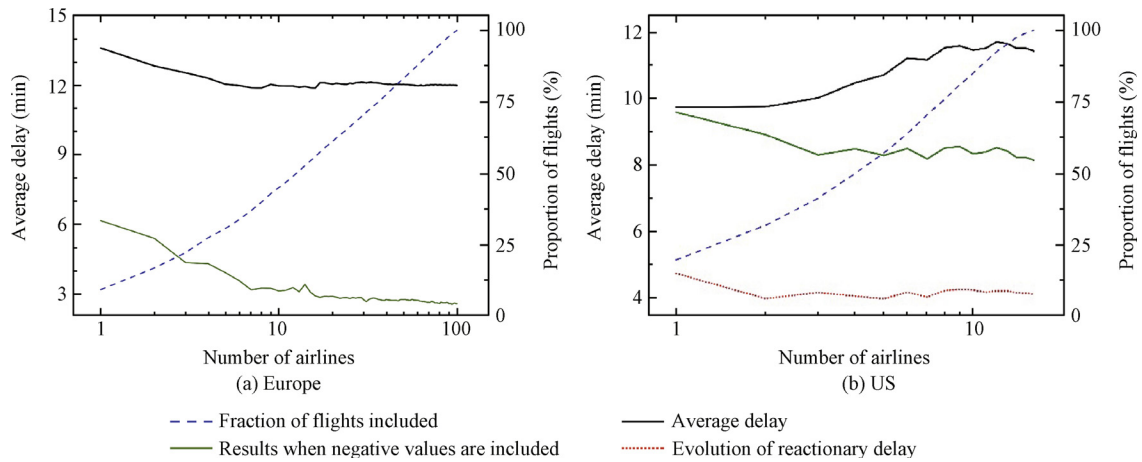 15
12
9
6
3
Average delay (min)
100
75
50
25
0
Proportion of flights (%)
1
10
100
Number of airlines
(a) Europe
12
10
8
6
4
Average delay (min)
100
75
50
25
0
Proportion of flights (%)
1
10
Number of airlines
(b) US
Fraction of flights included
Average delay
Results when negative values are included
Evolution of reactionary delay